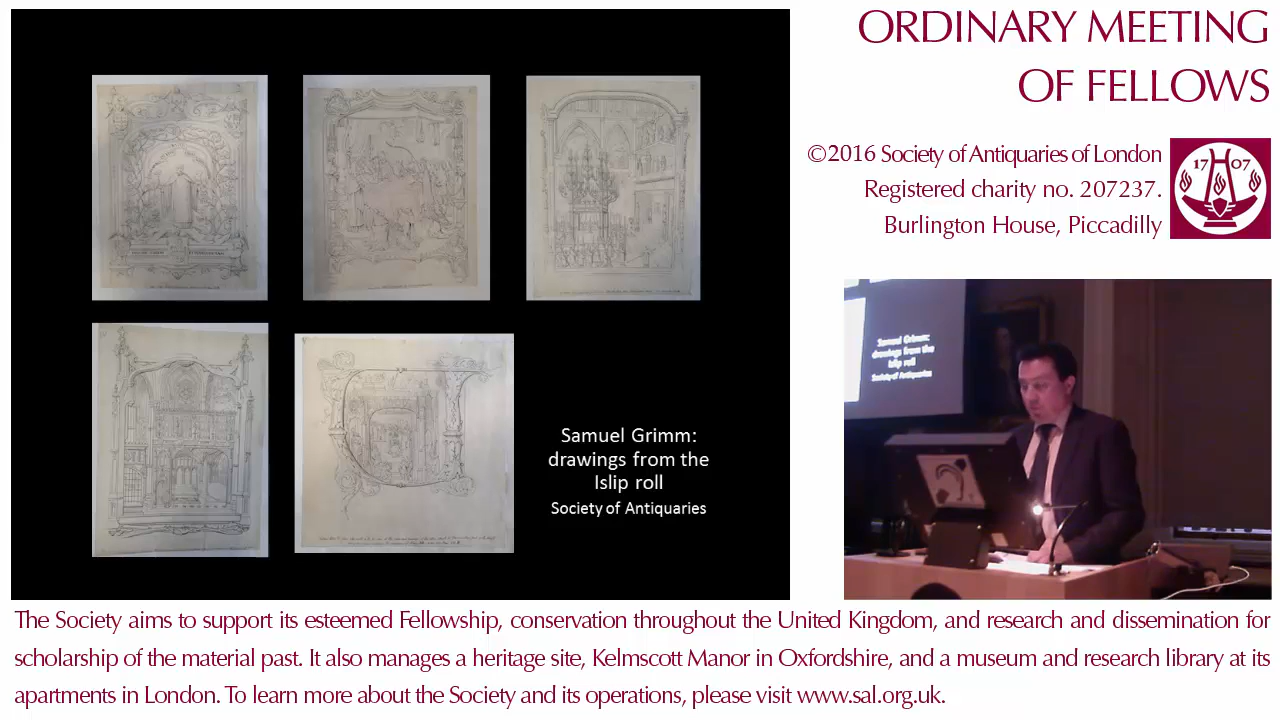 ORDINARY MEETING
OF FELLOWS
©2016 Society of Antiquaries of London
Registered charity no. 207237.
Burlington House, Piccadilly
17 07
Samuel Grimm:
drawings from the
Islip roll
Society of Antiquaries
Samuel Grimm:
drawings from the
Islip roll
Society of Antiquaries
The Society aims to support its esteemed Fellowship, conservation throughout the United Kingdom, and research and dissemination for
scholarship of the material past. It also manages a heritage site, Kelmscott Manor in Oxfordshire, and a museum and research library at its
apartments in London. To learn more about the Society and its operations, please visit www.sal.org.uk.